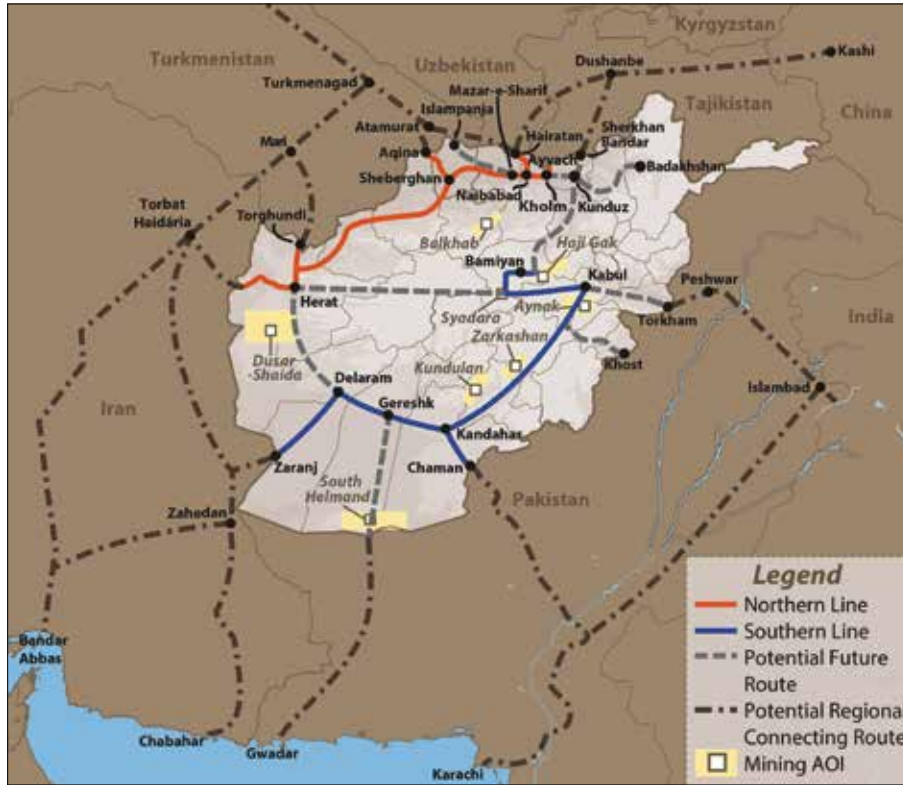 Kyrgyzstan
Kashi
Turkmenistan
Dushanbe
Uzbekistan
Turkmenagad
Mazar-e-Sharif
Tajikistan
Islampanja
China
Atamurat
Hairatan
Sherkhan
Bandar
Mari
Aqina
Ayvach
Badakhshan
Sheberghan
Naibabad
Kholm
Kunduz
Torbat
Haidária
Torghundi
Balkhab
Haji Gak
Bamiyan
Kabul
Peshwar
Herat
Syadara
Aynak
Torkham
India
Zarkashan
Dusar
-Shaida
Kundulan
Khost
Delaram
Islambad
Iran
Gereshk
Kandahas
Zaranj
Chaman
South
Helmand
Pakistan
Zahedan
Legend
Northern Line
Southern Line
Potential Future
Route
Potential Regiona
Connecting Route
Mining AOI
Bandar
Abbas
Chabahar
Gwadar
Karachi